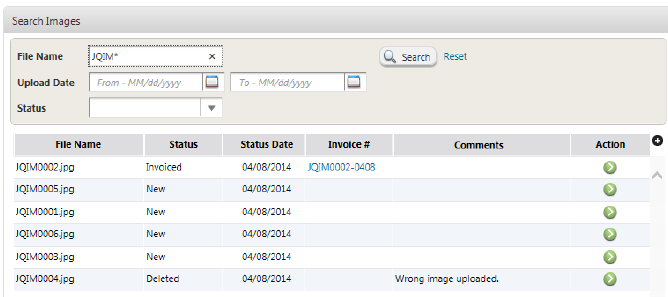 Search Images
File Name JQIM* × Search Reset
Upload Date From - MM/dd/yyyy To - MM/dd/yyyy
Status
File Name Status Status Date Invoice # Comments Action
JQIM0002.jpg Invoiced 04/08/2014 JQIM0002-0408
JQIM0005.jpg New 04/08/2014
JQIM0001.jpg New 04/08/2014
JQIM0006.jpg New 04/08/2014
JQIM0003.jpg New 04/08/2014
JQIM0004.jpg Deleted 04/08/2014 Wrong image uploaded.